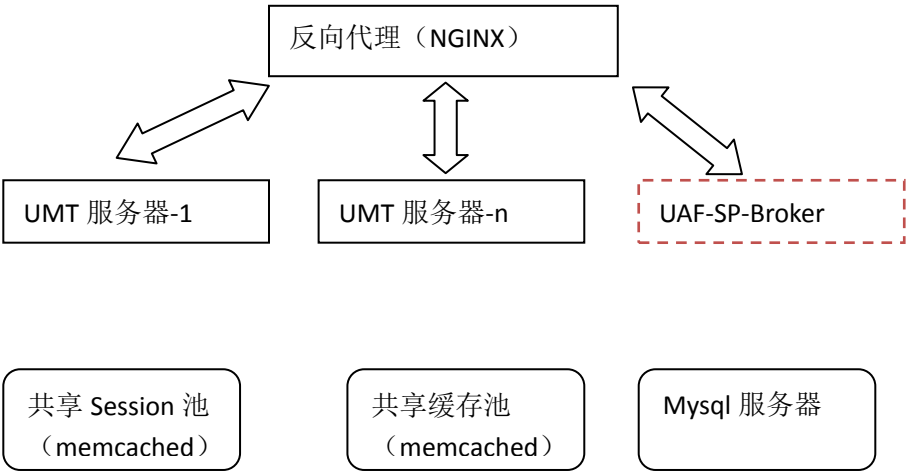 反向代理（NGINX）
UMT 服务器-1
UMT 服务器-n
UAF-SP-Broker
共享 Session 池
（memcached）
共享缓存池
（memcached）
Mysql 服务器